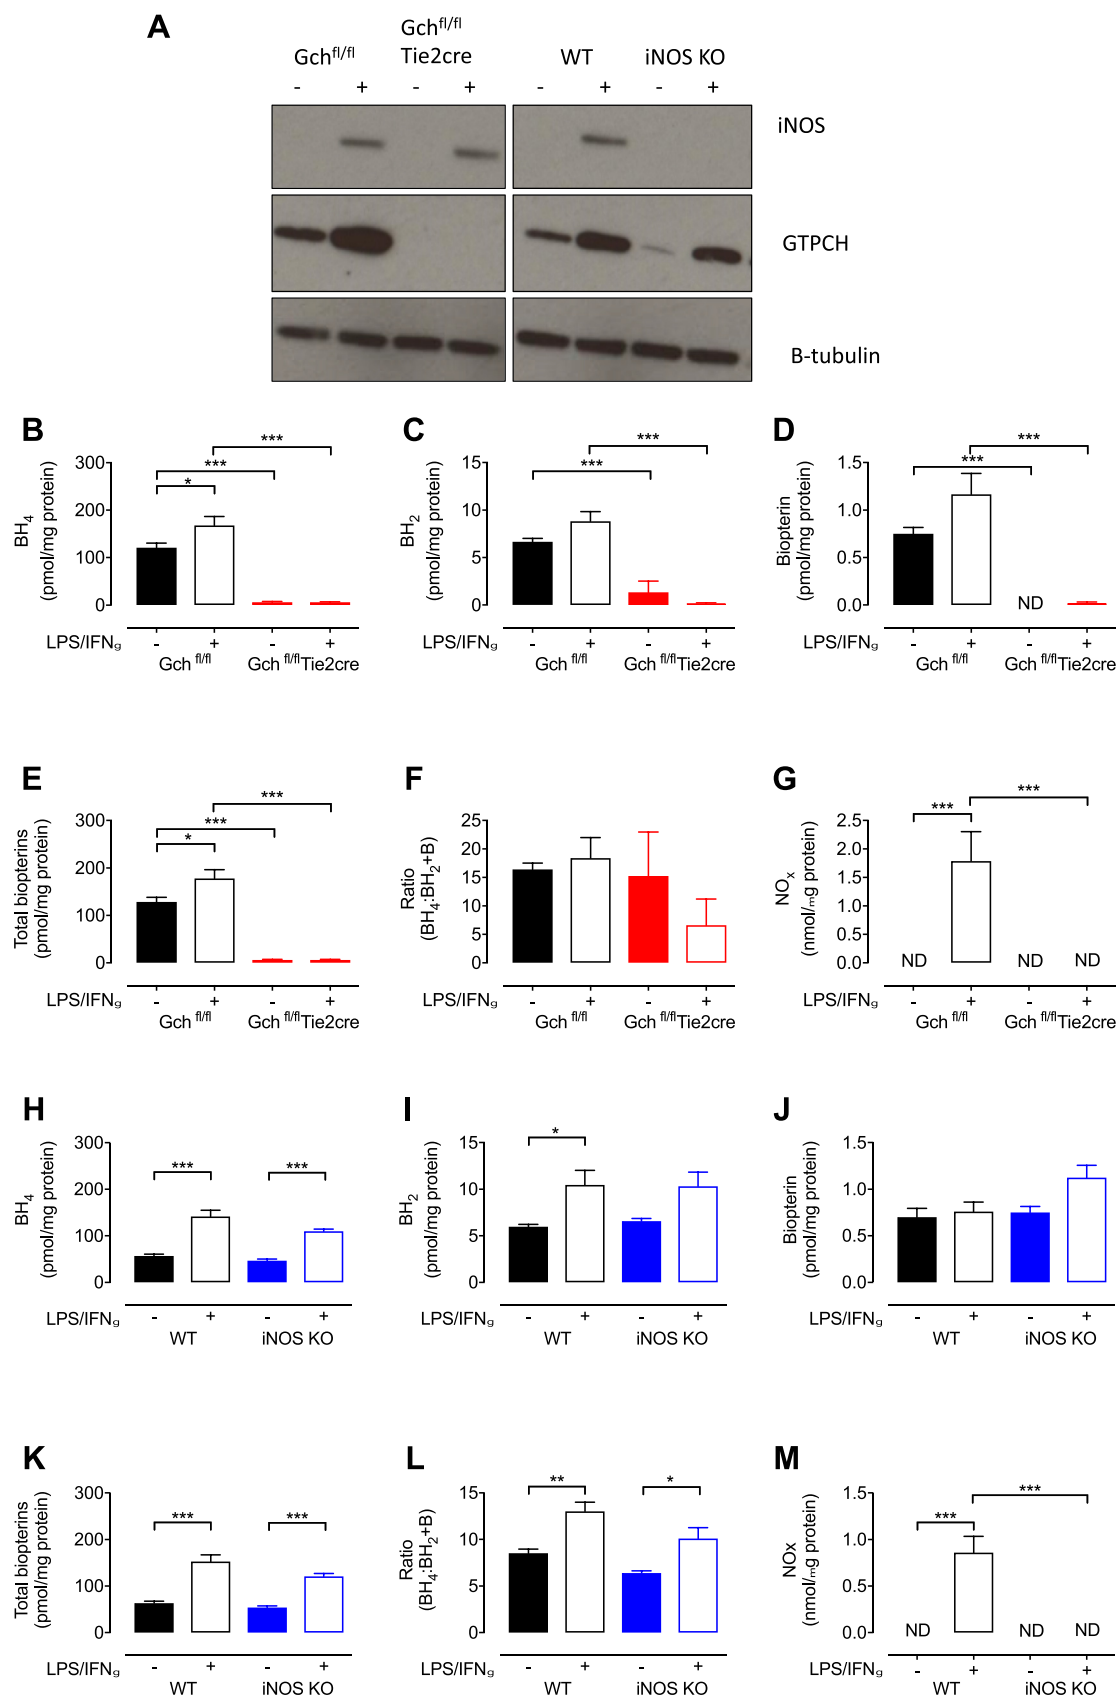 A
Gch^fl/fl
Gch^fl/fl
Tie2cre
WT
iNOS KO
- + - + - + - +
iNOS
GTPCH
B-tubulin
B
BH₄
(pmol/mg protein)
300
200
100
0
***
***
*
LPS/IFNg - + - +
Gch fl/fl Gch fl/fl Tie2cre
C
BH₂
(pmol/mg protein)
15
10
5
0
***
***
LPS/IFNg - + - +
Gch fl/fl Gch fl/fl Tie2cre
D
Biopterin
(pmol/mg protein)
1.5
1.0
0.5
0.0
***
***
ND
LPS/IFNg - + - +
Gch fl/fl Gch fl/fl Tie2cre
E
Total biopterins
(pmol/mg protein)
300
200
100
0
***
***
*
LPS/IFNg - + - +
Gch fl/fl Gch fl/fl Tie2cre
F
Ratio
(BH₄:BH₂+B)
25
20
15
10
5
0
LPS/IFNg - + - +
Gch fl/fl Gch fl/fl Tie2cre
G
NOx
(nmol/mg protein)
2.5
2.0
1.5
1.0
0.5
0.0
***
***
ND ND ND
LPS/IFNg - + - +
Gch fl/fl Gch fl/fl Tie2cre
H
BH₄
(pmol/mg protein)
300
200
100
0
*** ***
LPS/IFNg - + - +
WT iNOS KO
I
BH₂
(pmol/mg protein)
15
10
5
0
*
LPS/IFNg - + - +
WT iNOS KO
J
Biopterin
(pmol/mg protein)
1.5
1.0
0.5
0.0
LPS/IFNg - + - +
WT iNOS KO
K
Total biopterins
(pmol/mg protein)
300
200
100
0
*** ***
LPS/IFNg - + - +
WT iNOS KO
L
Ratio
(BH₄:BH₂+B)
15
10
5
0
** *
LPS/IFNg - + - +
WT iNOS KO
M
NOx
(nmol/mg protein)
1.5
1.0
0.5
0.0
***
***
ND ND ND
LPS/IFNg - + - +
WT iNOS KO